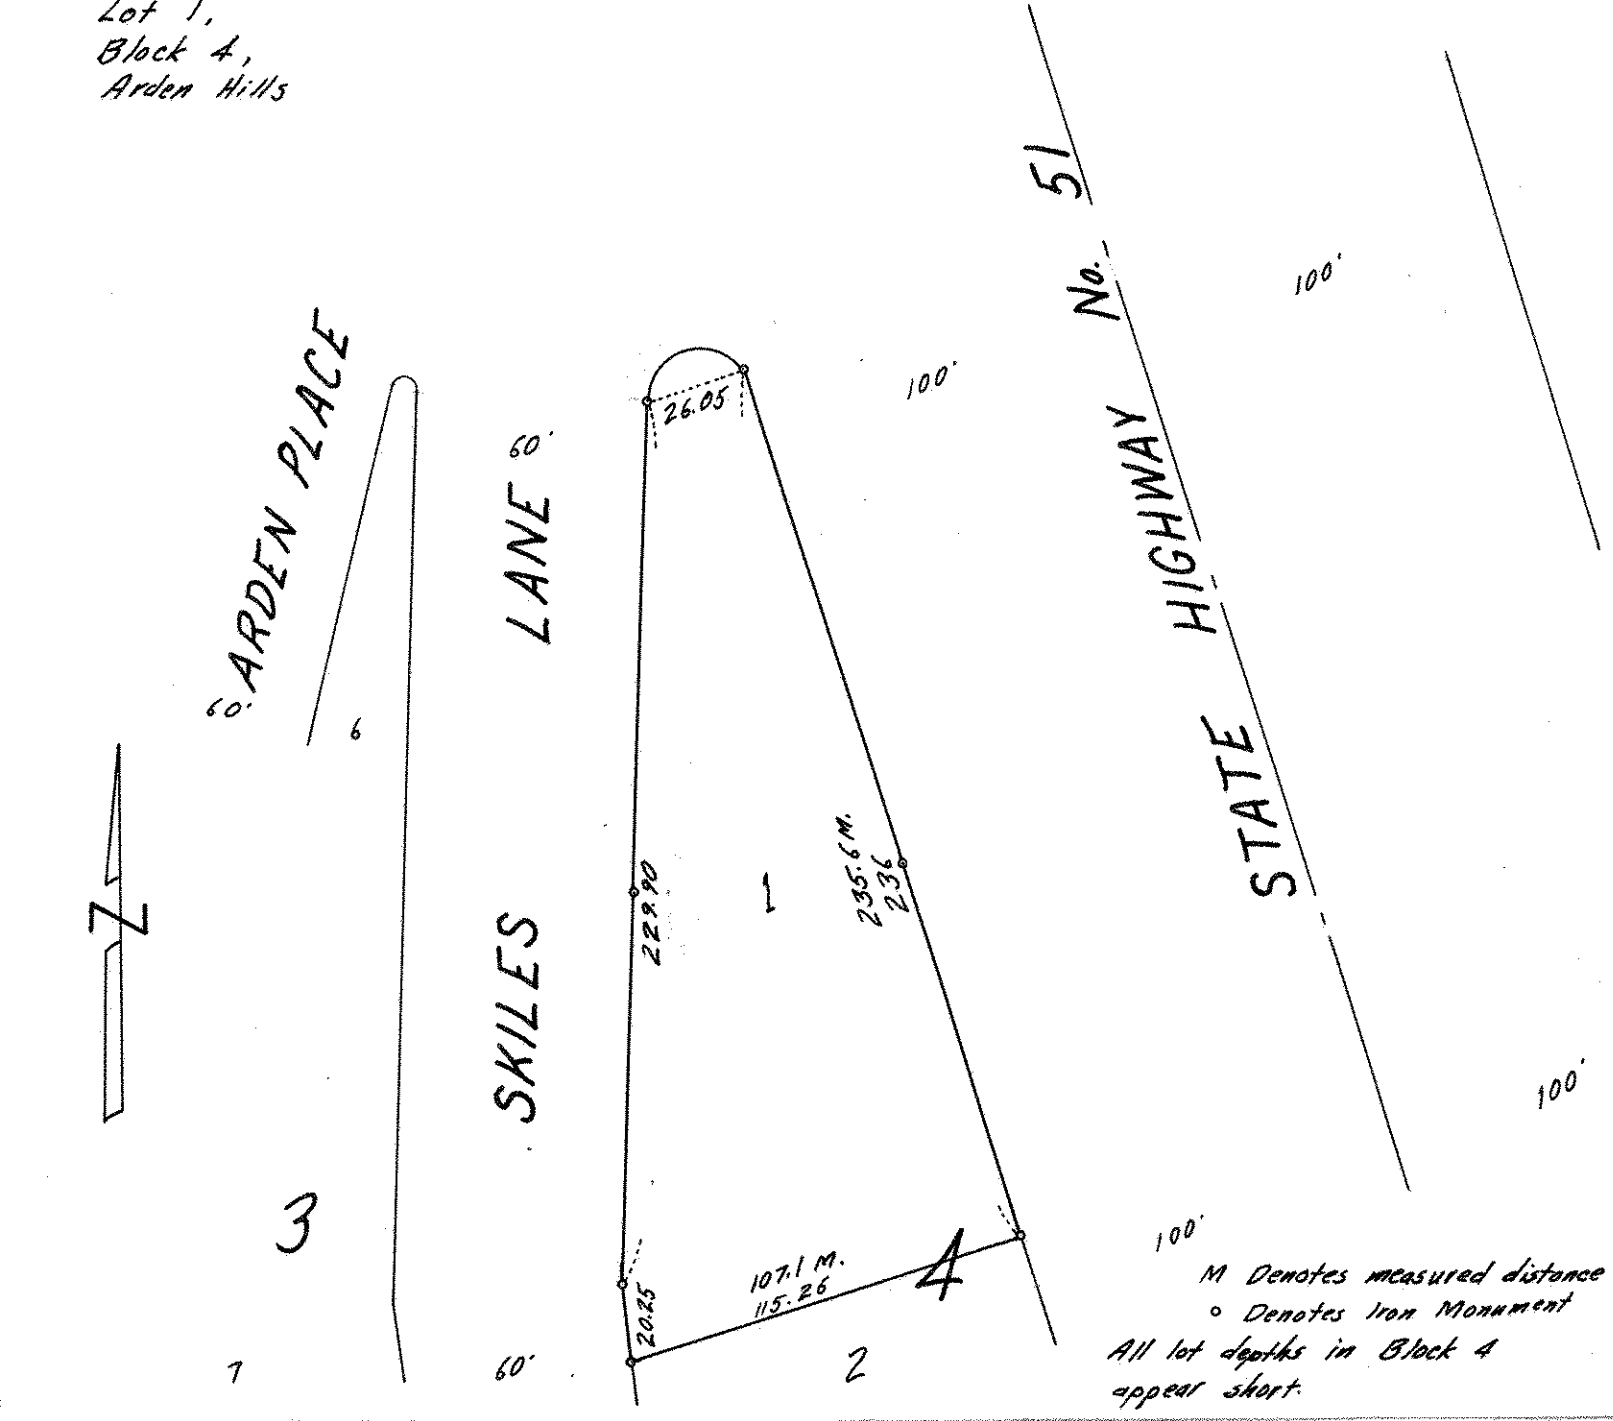 Lot 1,
Block 4,
Arden Hills
STATE HIGHWAY No. 51
100'
100'
26.05
60'
ARDEN PLACE
60'
6
SKILES LANE
229.90
1
235.6 M.
236
N
3
100'
100'
107.1 M.
115.26
4
20.25
7
60'
2
M Denotes measured distance
o Denotes Iron Monument
All lot depths in Block 4
appear short.